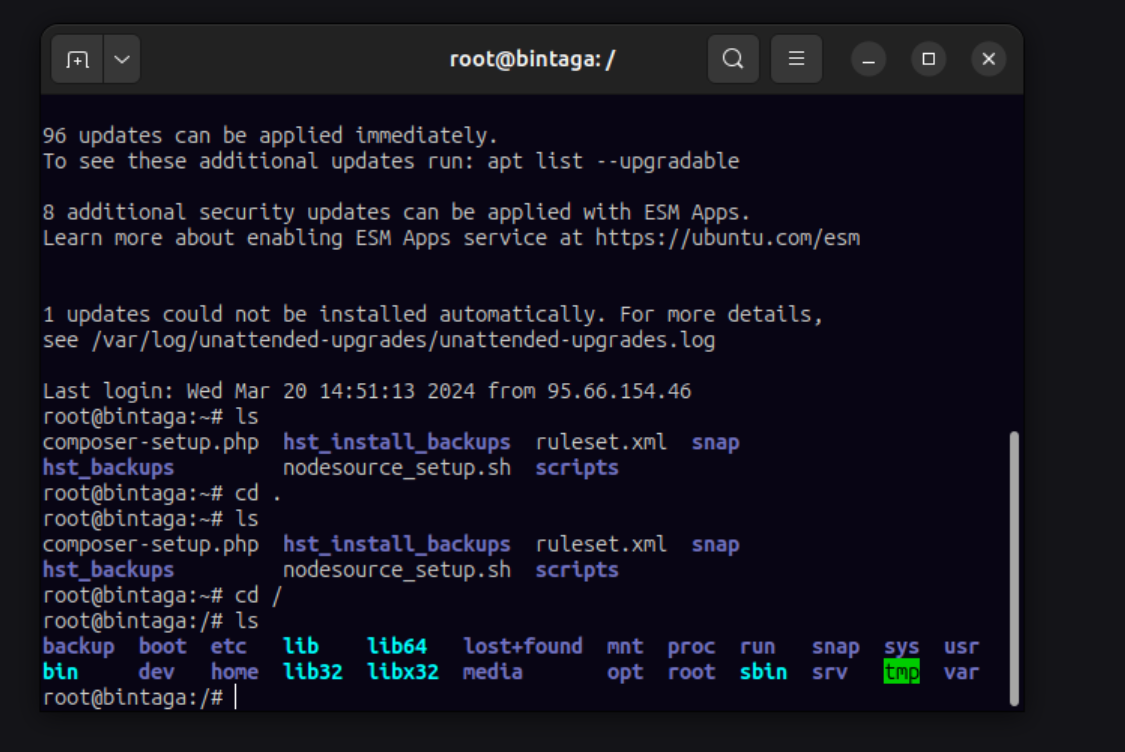 root@bintaga: /
96 updates can be applied immediately.
To see these additional updates run: apt list --upgradable
8 additional security updates can be applied with ESM Apps.
Learn more about enabling ESM Apps service at https://ubuntu.com/esm
1 updates could not be installed automatically. For more details,
see /var/log/unattended-upgrades/unattended-upgrades.log
Last login: Wed Mar 20 14:51:13 2024 from 95.66.154.46
root@bintaga:~# ls
composer-setup.php  hst_install_backups  ruleset.xml  snap
hst_backups         nodesource_setup.sh  scripts
root@bintaga:~# cd .
root@bintaga:~# ls
composer-setup.php  hst_install_backups  ruleset.xml  snap
hst_backups         nodesource_setup.sh  scripts
root@bintaga:~# cd /
root@bintaga:/# ls
backup  boot  etc   lib    lib64   lost+found  mnt  proc  run   snap  sys  usr
bin     dev   home  lib32  libx32  media       opt  root  sbin  srv   tmp  var
root@bintaga:/#